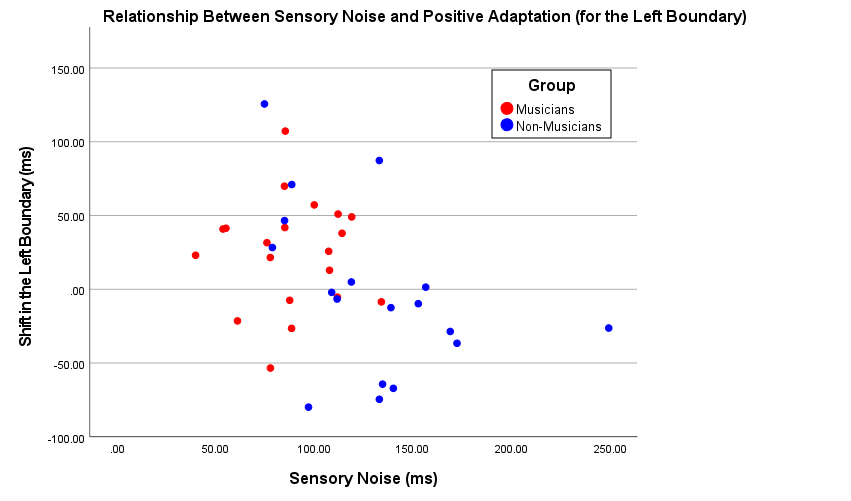 Relationship Between Sensory Noise and Positive Adaptation (for the Left Boundary)
Shift in the Left Boundary (ms)
150.00
100.00
50.00
.00
-50.00
-100.00
Group
Musicians
Non-Musicians
.00 50.00 100.00 150.00 200.00 250.00
Sensory Noise (ms)